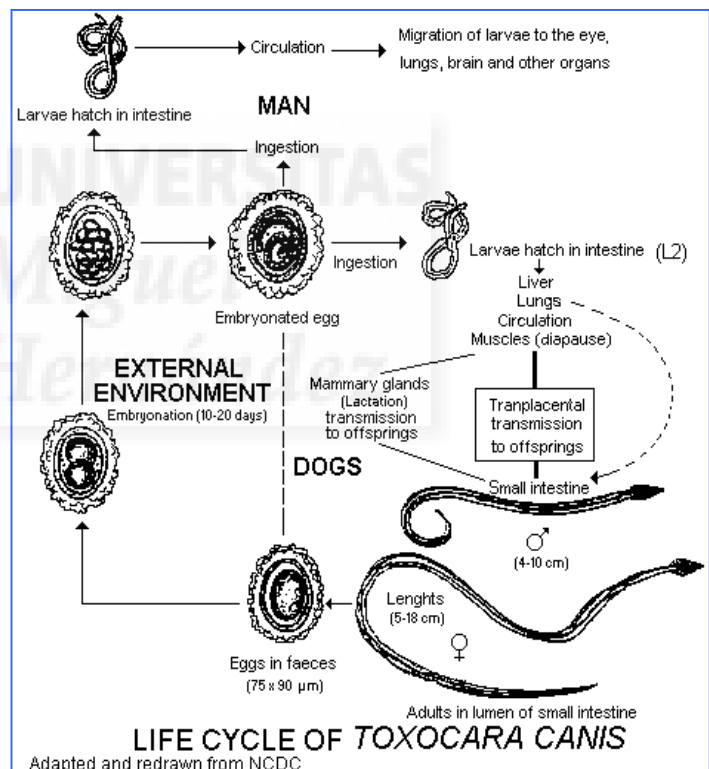 Circulation
Migration of larvae to the eye,
lungs, brain and other organs
Larvae hatch in intestine
MAN
Ingestion
UNIVERSITAS
Miguel
Hernández
Ingestion
Larvae hatch in intestine (L2)
Embryonated egg
Liver
Lungs
Circulation
Muscles (diapause)
EXTERNAL
ENVIRONMENT
Embryonation (10-20 days)
Mammary glands
(Lactation)
transmission
to offsprings
Tranplacental
transmission
to offsprings
DOGS
Small intestine
♂
(4-10 cm)
Lenghts
(5-18 cm)
♀
Eggs in faeces
(75 x 90 µm)
Adults in lumen of small intestine
LIFE CYCLE OF TOXOCARA CANIS
Adapted and redrawn from NCDC